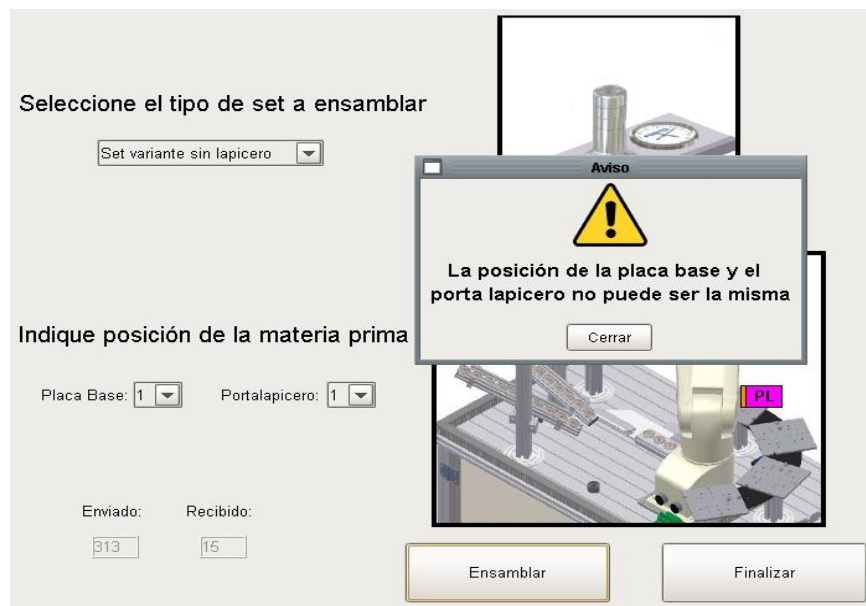 Seleccione el tipo de set a ensamblar
Set variante sin lapicero
Aviso
La posición de la placa base y el
porta lapicero no puede ser la misma
Cerrar
Indique posición de la materia prima
Placa Base: 1 Portalapicero: 1
PL
Enviado: Recibido:
313 15
Ensamblar Finalizar